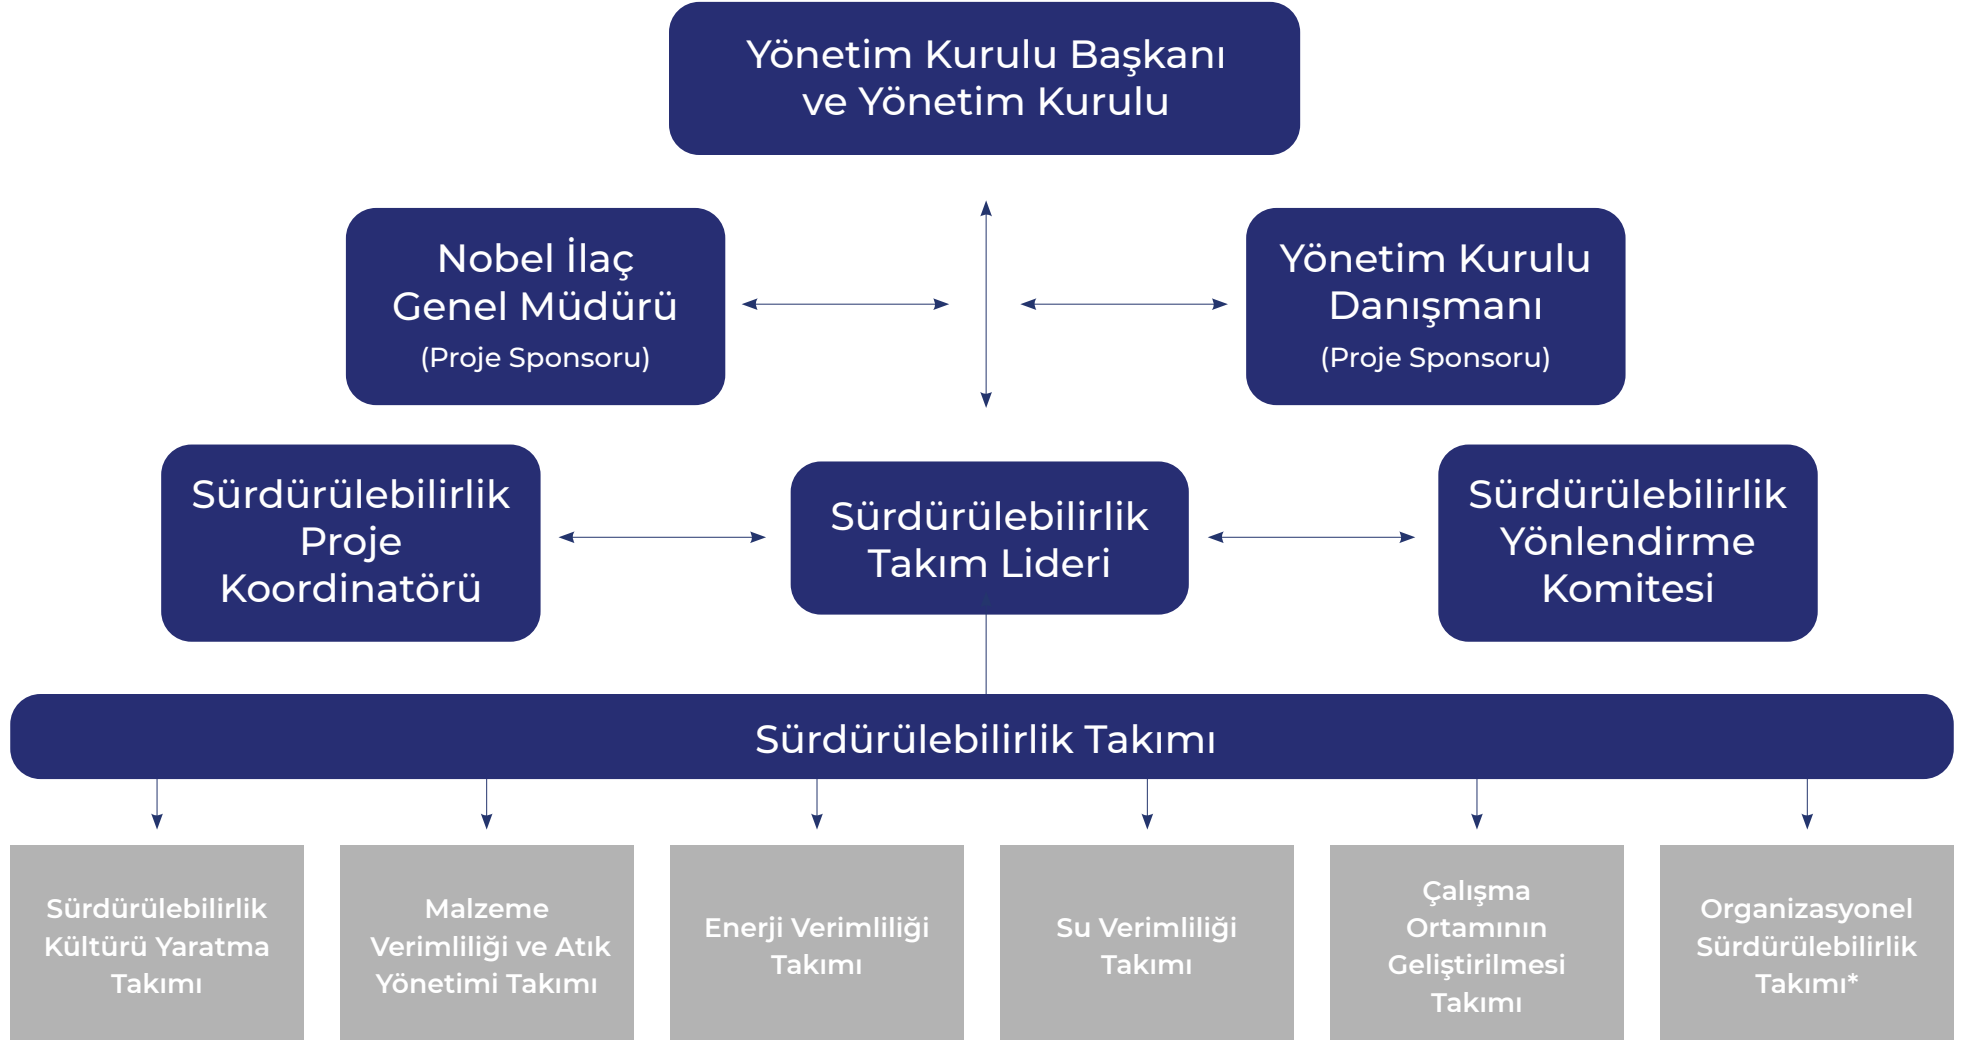 Yönetim Kurulu Başkanı
ve Yönetim Kurulu
Nobel İlaç
Genel Müdürü
(Proje Sponsoru)
Yönetim Kurulu
Danışmanı
(Proje Sponsoru)
Sürdürülebilirlik
Proje
Koordinatörü
Sürdürülebilirlik
Takım Lideri
Sürdürülebilirlik
Yönlendirme
Komitesi
Sürdürülebilirlik Takımı
Sürdürülebilirlik
Kültürü Yaratma
Takımı
Malzeme
Verimliliği ve Atık
Yönetimi Takımı
Enerji Verimliliği
Takımı
Su Verimliliği
Takımı
Çalışma
Ortamının
Geliştirilmesi
Takımı
Organizasyonel
Sürdürülebilirlik
Takımı*